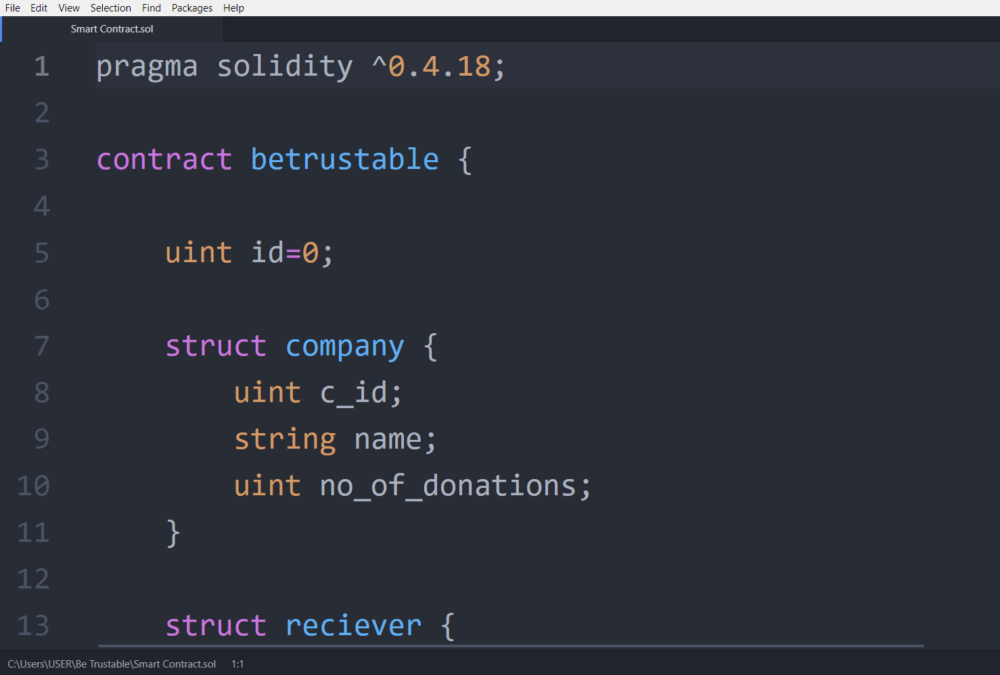 File Edit View Selection Find Packages Help
Smart Contract.sol
1 pragma solidity ^0.4.18;
2
3 contract betrustable {
4
5 uint id=0;
6
7 struct company {
8 uint c_id;
9 string name;
10 uint no_of_donations;
11 }
12
13 struct reciever {
C:\Users\USER\Be Trustable\Smart Contract.sol 1:1